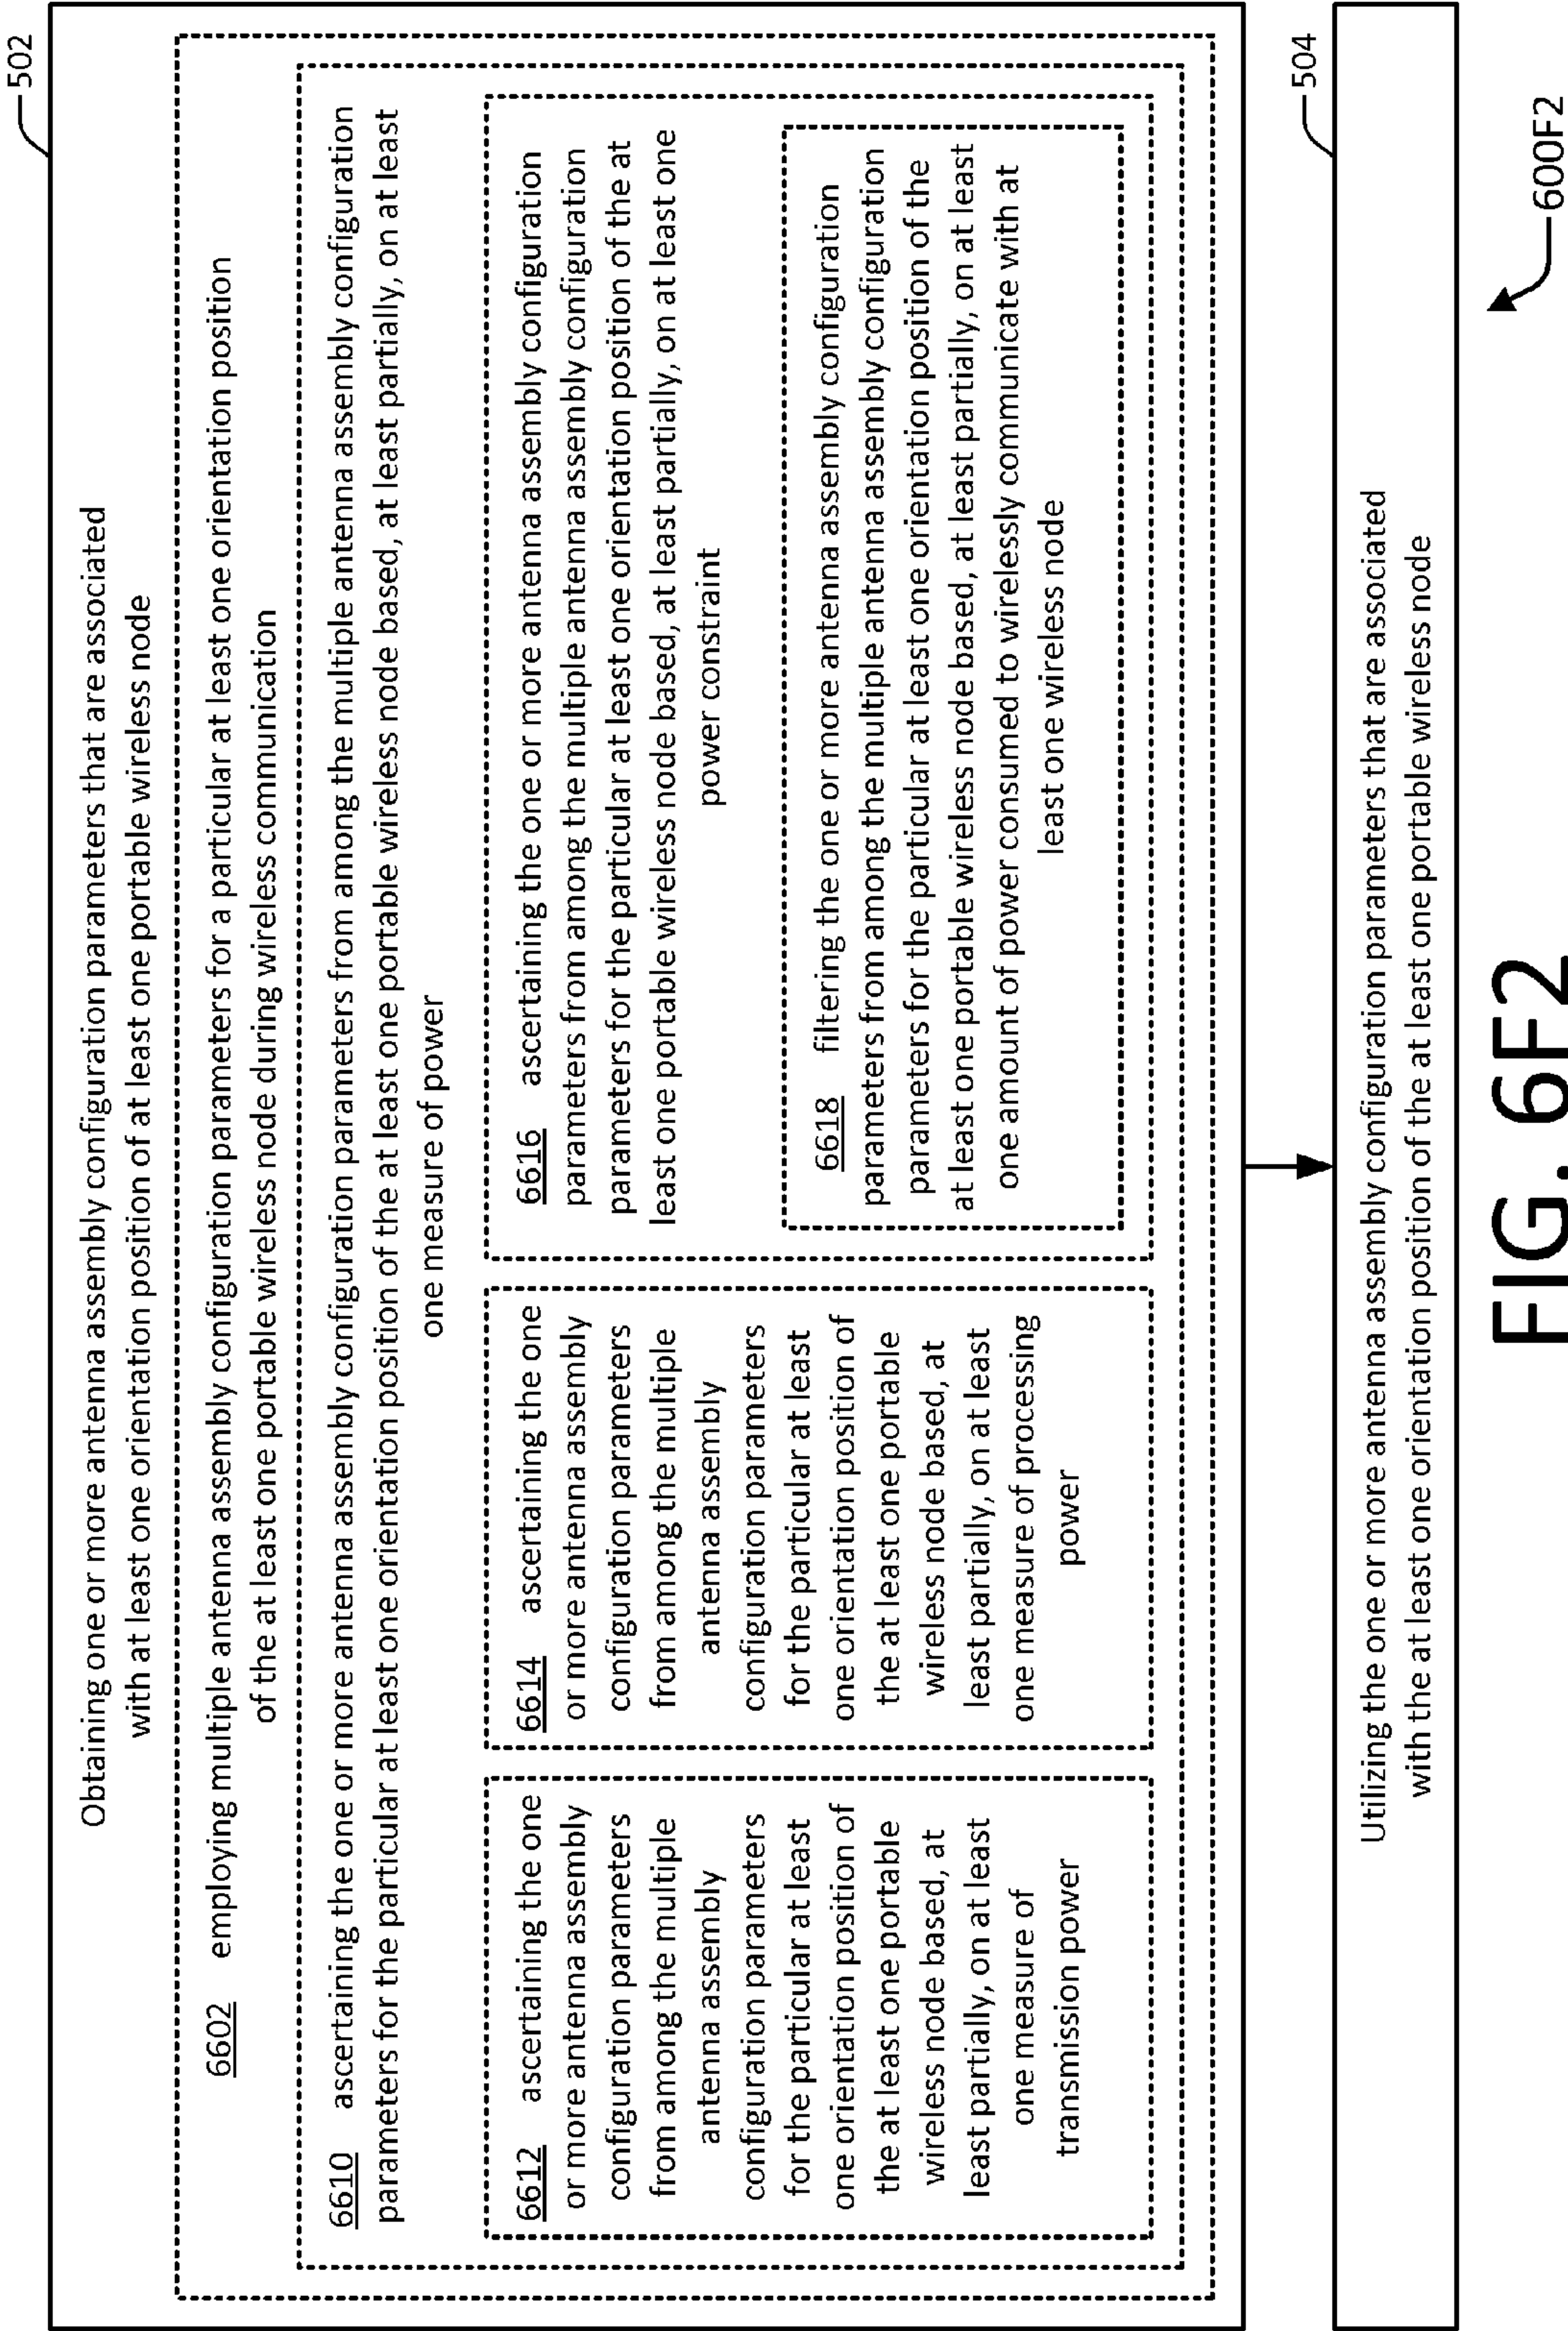 502
Obtaining one or more antenna assembly configuration parameters that are associated
with at least one orientation position of at least one portable wireless node
6602 employing multiple antenna assembly configuration parameters for a particular at least one orientation position
of the at least one portable wireless node during wireless communication
6610 ascertaining the one or more antenna assembly configuration parameters from among the multiple antenna assembly configuration
parameters for the particular at least one orientation position of the at least one portable wireless node based, at least partially, on at least
one measure of power
6612 ascertaining the one
or more antenna assembly
configuration parameters
from among the multiple
antenna assembly
configuration parameters
for the particular at least
one orientation position of
the at least one portable
wireless node based, at
least partially, on at least
one measure of
transmission power
6614 ascertaining the one
or more antenna assembly
configuration parameters
from among the multiple
antenna assembly
configuration parameters
for the particular at least
one orientation position of
the at least one portable
wireless node based, at
least partially, on at least
one measure of processing
power
6616 ascertaining the one or more antenna assembly configuration
parameters from among the multiple antenna assembly configuration
parameters for the particular at least one orientation position of the at
least one portable wireless node based, at least partially, on at least one
power constraint
6618 filtering the one or more antenna assembly configuration
parameters from among the multiple antenna assembly configuration
parameters for the particular at least one orientation position of the
at least one portable wireless node based, at least partially, on at least
one amount of power consumed to wirelessly communicate with at
least one wireless node
504
Utilizing the one or more antenna assembly configuration parameters that are associated
with the at least one orientation position of the at least one portable wireless node
600F2
FIG. 6F2